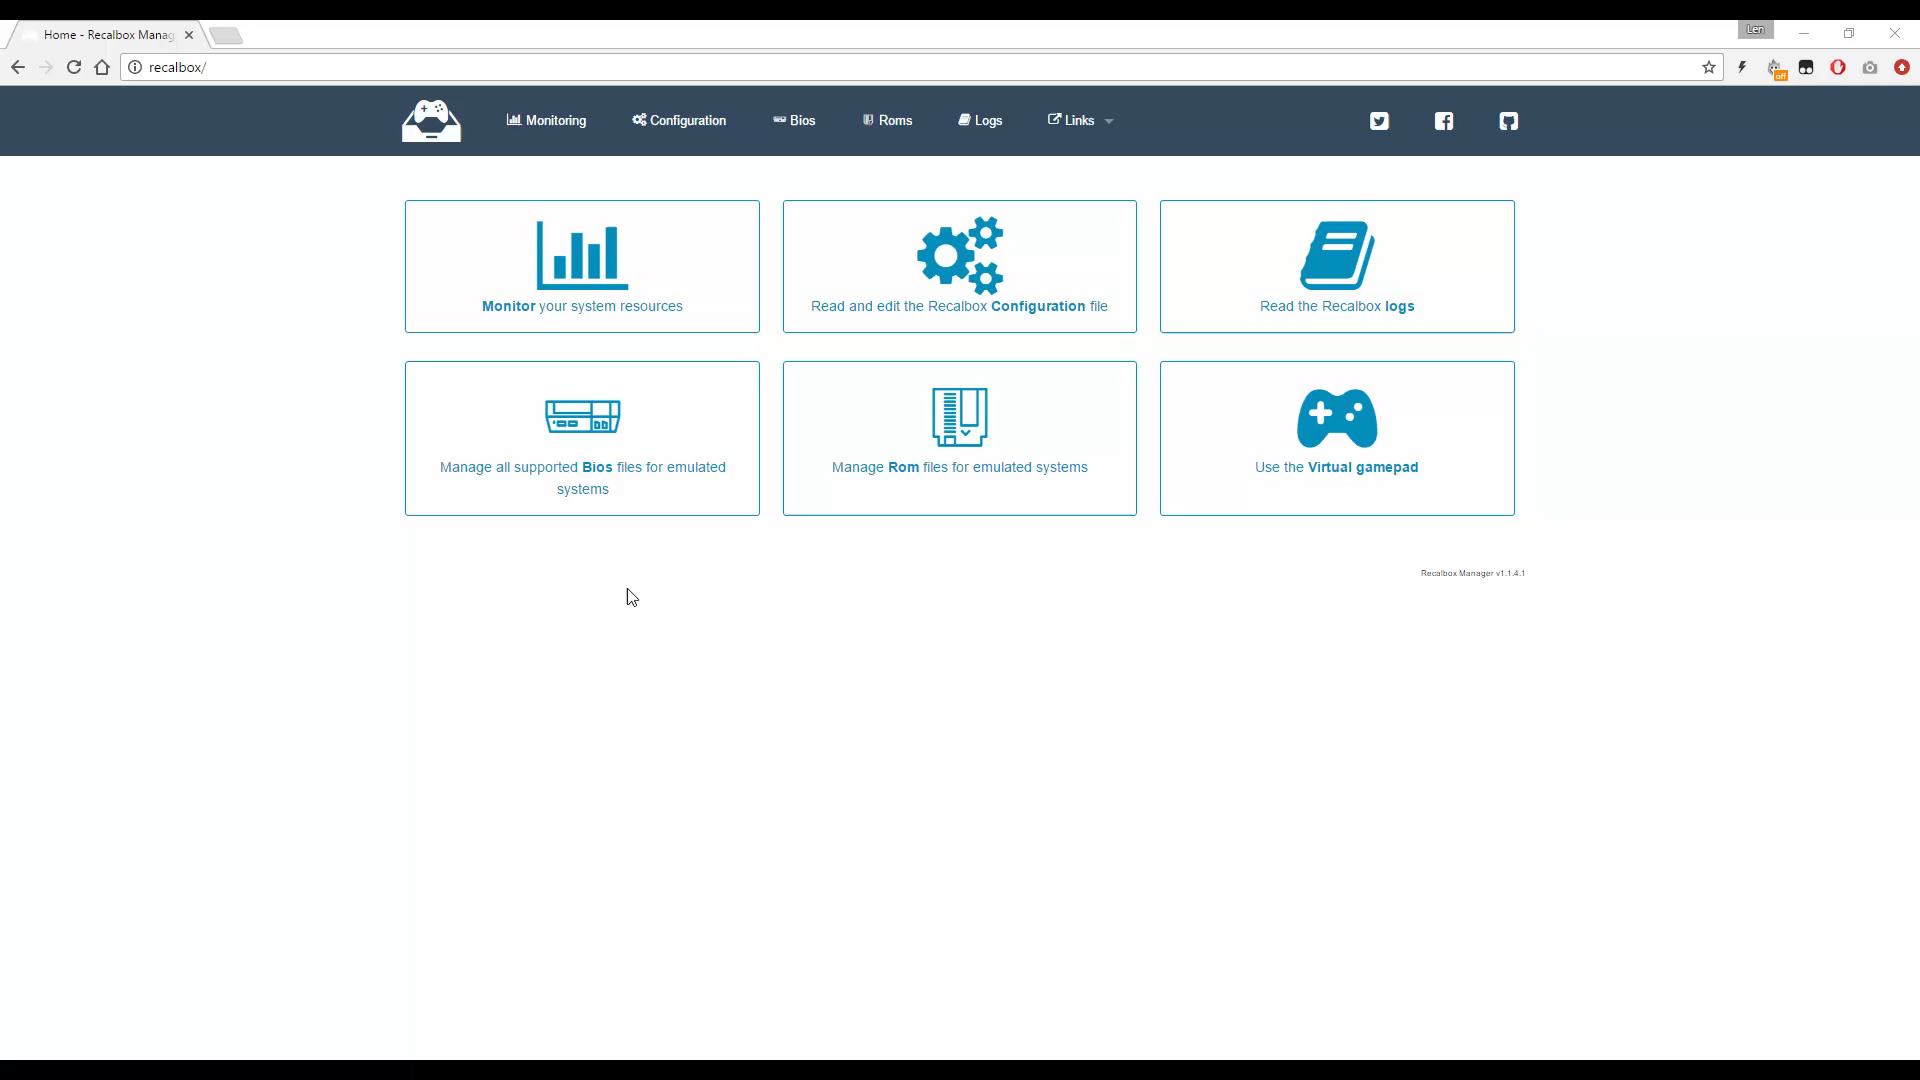 Home - Recalbox Manag
Len
recalbox/
off
Monitoring
Configuration
Bios
Roms
Logs
Links
Monitor your system resources
Read and edit the Recalbox Configuration file
Read the Recalbox logs
Manage all supported Bios files for emulated
systems
Manage Rom files for emulated systems
Use the Virtual gamepad
Recalbox Manager v1.1.4.1